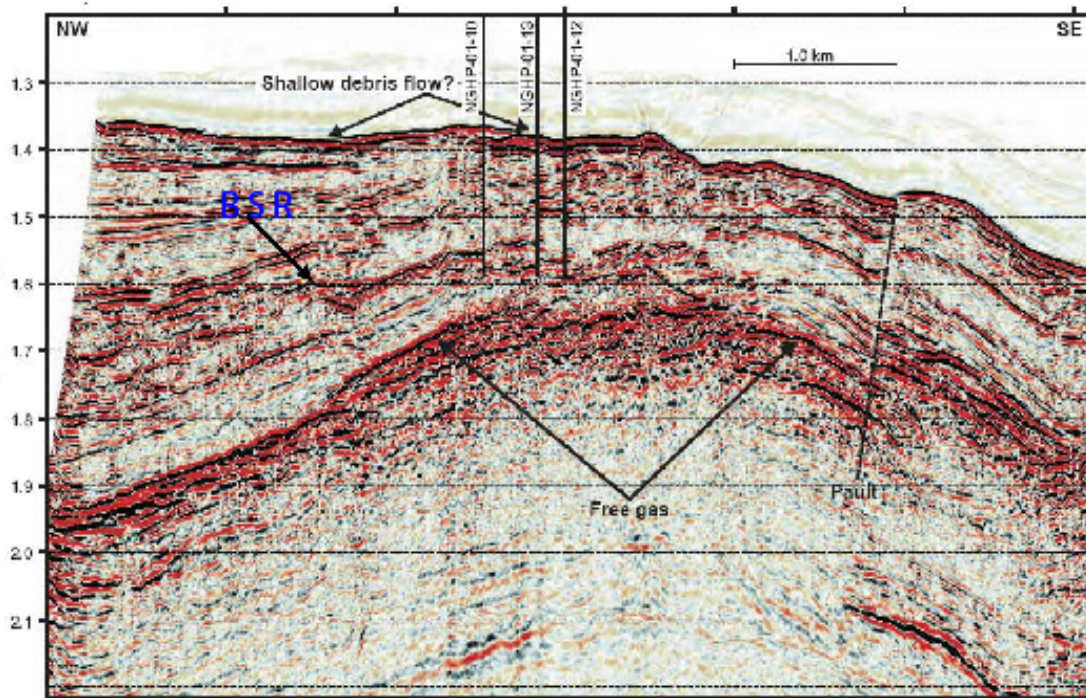 NW
SE
NGHP-01-10
NGHP-01-13
NGHP-01-12
1.0 km
Shallow debris flow?
1.3
1.4
BSR
1.5
1.6
1.7
1.8
1.9
Fault
Free gas
2.0
2.1